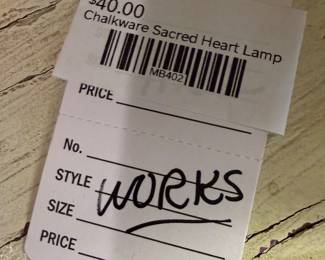 $40.00
Chalkware Sacred Heart Lamp
MB402
PRICE
No.
STYLE WORKS
SIZE
PRICE